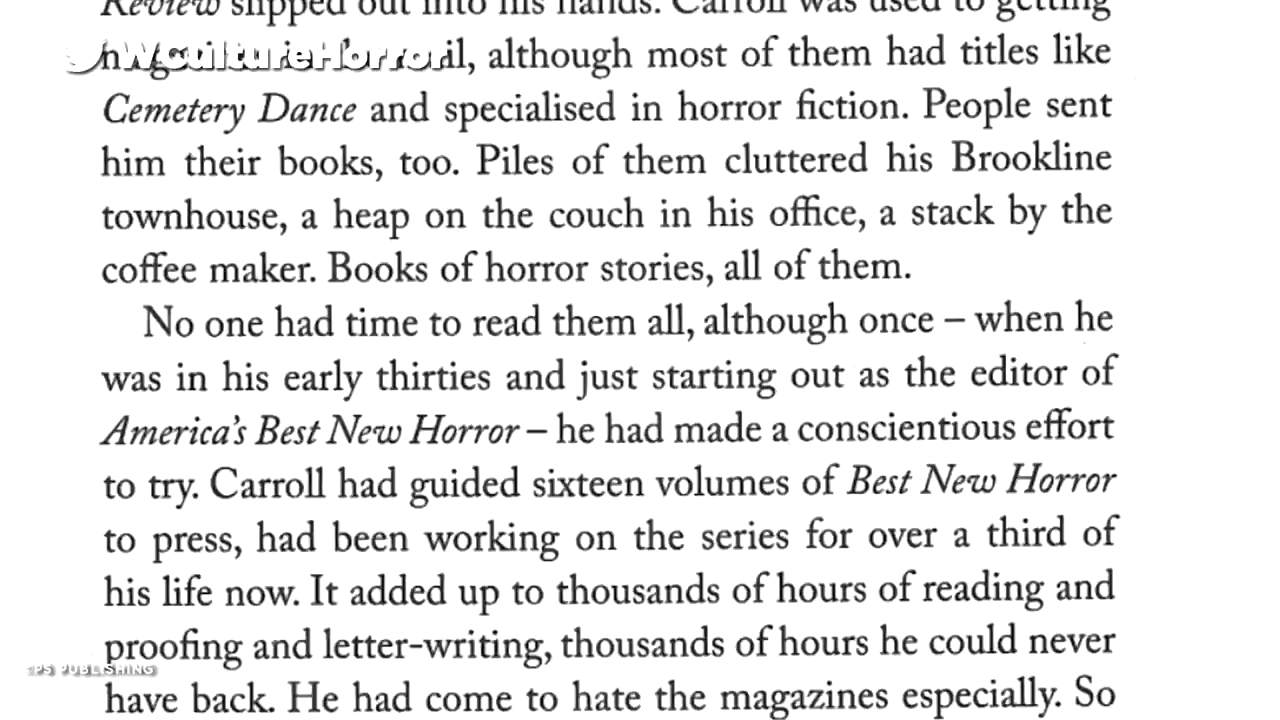 Review slipped out into his hands. Carroll was used to getting
WcultureHorror
although most of them had titles like
Cemetery Dance and specialised in horror fiction. People sent
him their books, too. Piles of them cluttered his Brookline
townhouse, a heap on the couch in his office, a stack by the
coffee maker. Books of horror stories, all of them.
No one had time to read them all, although once – when he
was in his early thirties and just starting out as the editor of
America's Best New Horror – he had made a conscientious effort
to try. Carroll had guided sixteen volumes of Best New Horror
to press, had been working on the series for over a third of
his life now. It added up to thousands of hours of reading and
proofing and letter-writing, thousands of hours he could never
PS PUBLISHING
have back. He had come to hate the magazines especially. So